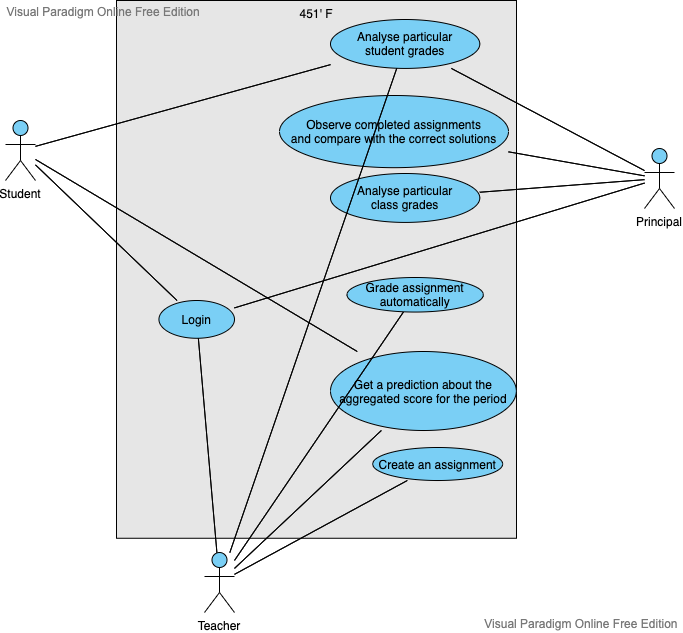 Visual Paradigm Online Free Edition
451' F
Analyse particular
student grades
Observe completed assignments
and compare with the correct solutions
Student
Analyse particular
class grades
Principal
Grade assignment
automatically
Login
Get a prediction about the
aggregated score for the period
Create an assignment
Teacher
Visual Paradigm Online Free Edition